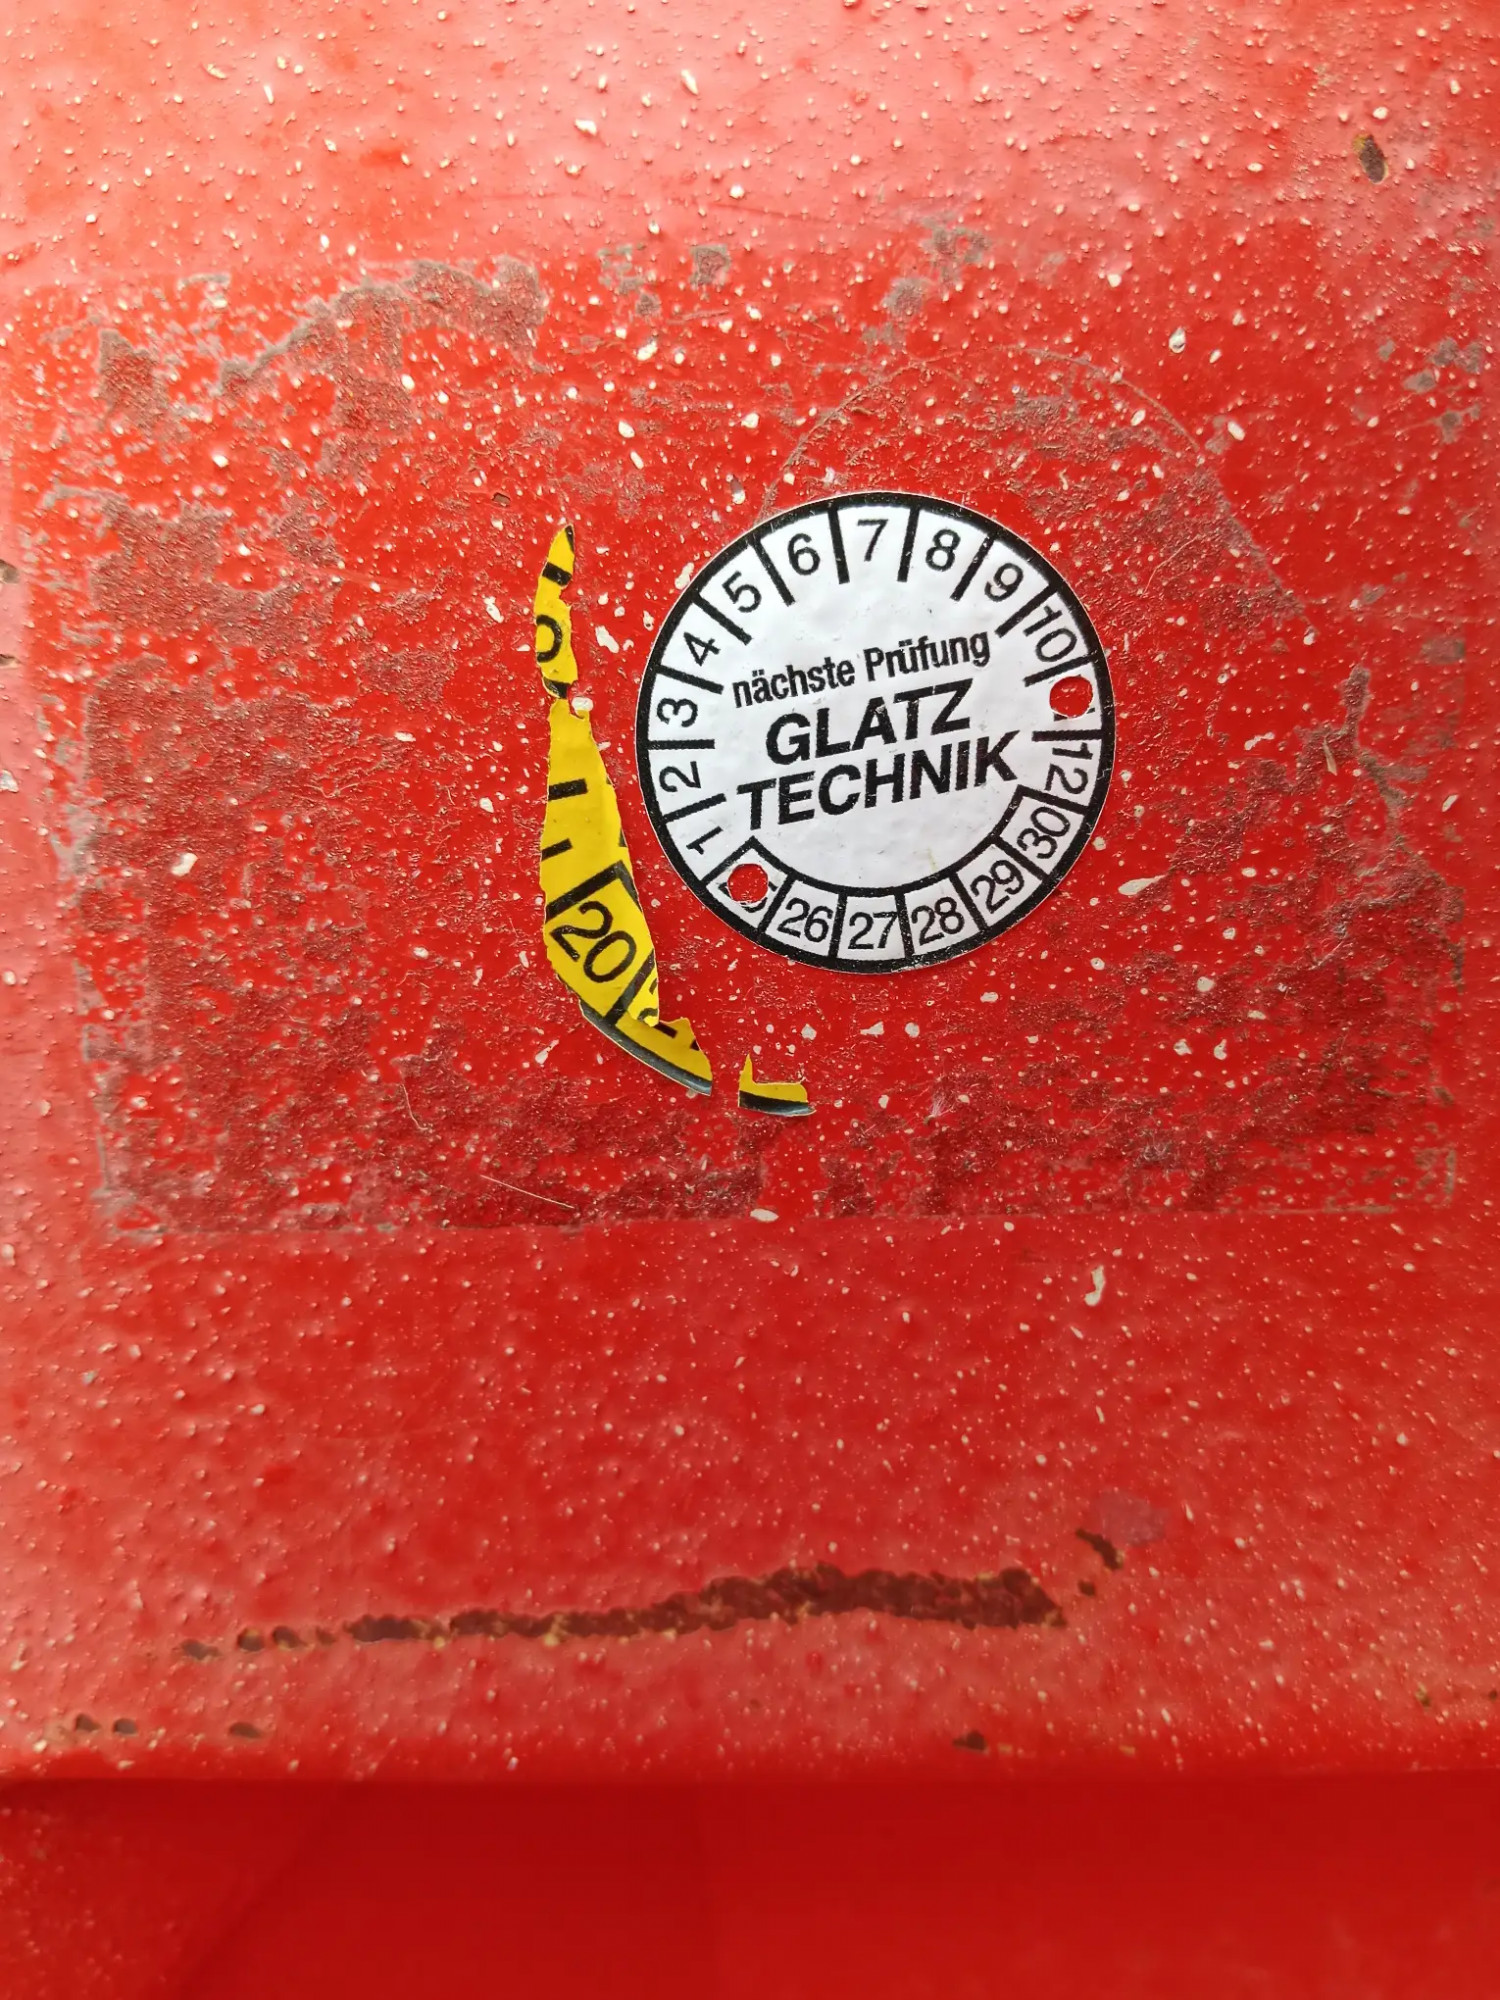 1 2 3 4 5 6 7 8 9 10 12
nächste Prüfung
GLATZ
TECHNIK
26 27 28 29 30
20